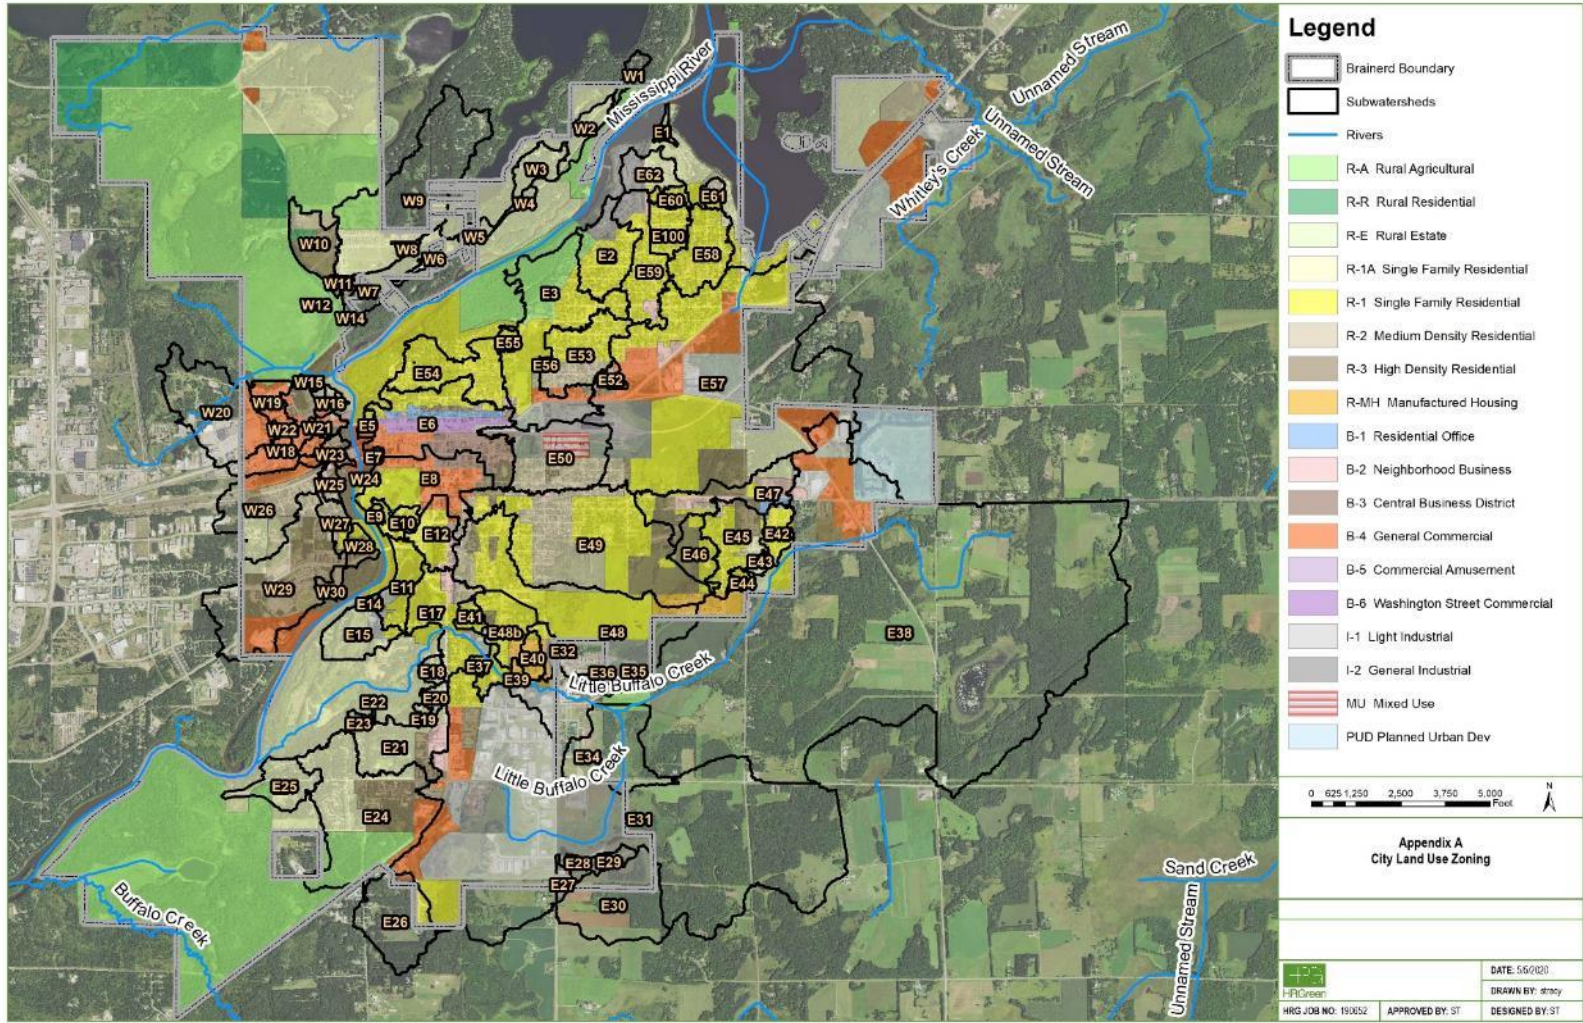 Legend
Brainerd Boundary
Subwatersheds
Rivers
R-A Rural Agricultural
R-R Rural Residential
R-E Rural Estate
R-1A Single Family Residential
R-1 Single Family Residential
R-2 Medium Density Residential
R-3 High Density Residential
R-MH Manufactured Housing
B-1 Residential Office
B-2 Neighborhood Business
B-3 Central Business District
B-4 General Commercial
B-5 Commercial Amusement
B-6 Washington Street Commercial
I-1 Light Industrial
I-2 General Industrial
MU Mixed Use
PUD Planned Urban Dev
0 625 1,250 2,500 3,750 5,000
Feet
N
Appendix A
City Land Use Zoning
HRGreen
DATE: 5/5/2020
DRAWN BY: stracy
HRG JOB NO: 190652
APPROVED BY: ST
DESIGNED BY: ST
Mississippi River
Unnamed Stream
Unnamed Stream
Whitley's Creek
Little Buffalo Creek
Little Buffalo Creek
Buffalo Creek
Sand Creek
Unnamed Stream
W1
W2
E1
W3
E62
W4
W9
E60
E61
W10
W8
W5
E100
W6
E2
E58
E59
W11
W7
E3
W12
W14
E55
E53
E56
E54
E52
E57
W15
W20
W19
W16
W22
W21
E5
E6
W18
W23
E7
E50
W24
E8
W25
W26
E47
W27
E9
E10
E12
E42
W28
E49
E46
E45
E43
W29
W30
E11
E44
E14
E17
E41
E15
E48b
E48
E38
E40
E32
E18
E37
E39
E36
E35
E22
E20
E23
E19
E21
E34
E25
E24
E31
E28
E29
E27
E26
E30